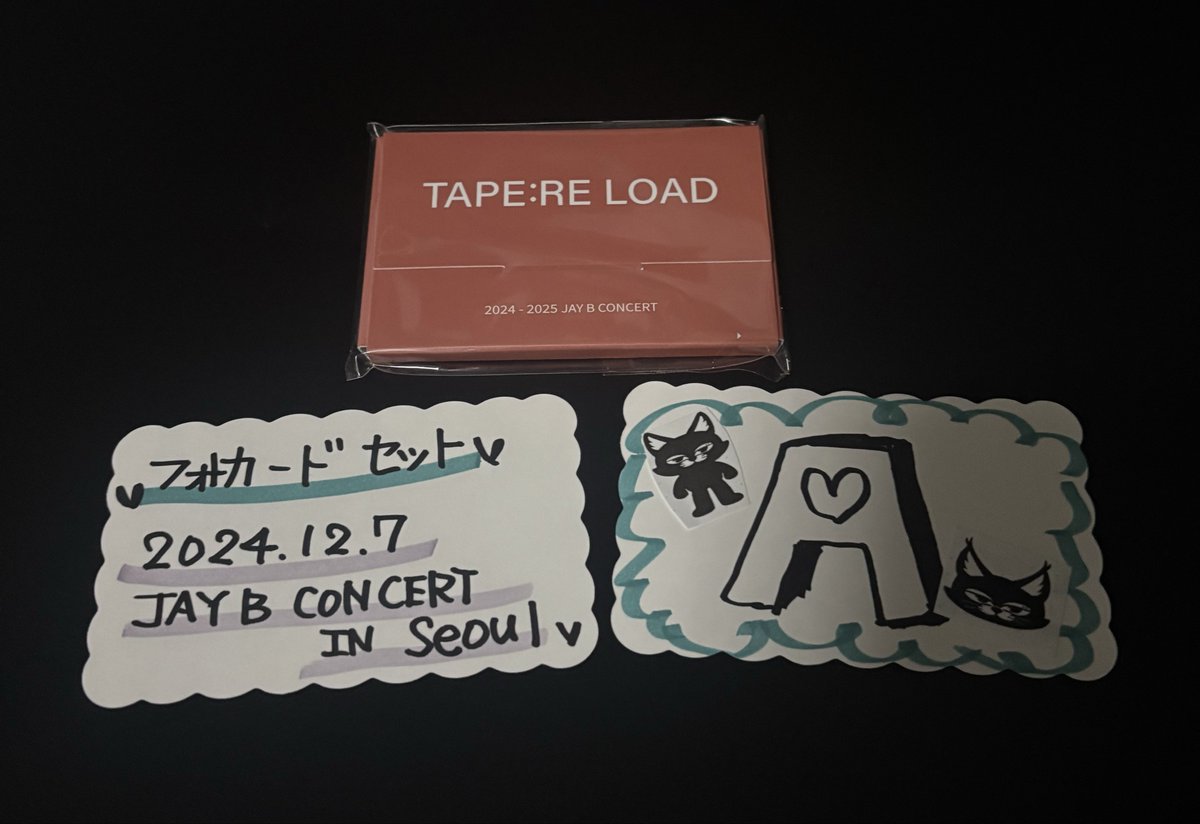 TAPE:RE LOAD
2024 - 2025 JAY B CONCERT
フォトカードセット
2024.12.7
JAY B CONCERT
IN Seoul
A